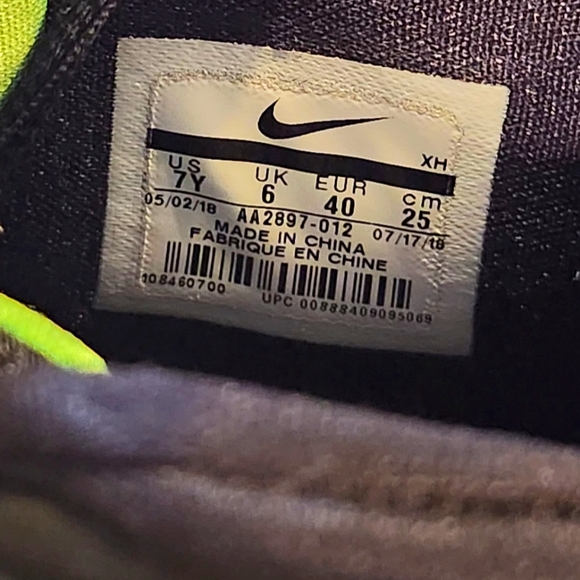 XH
US UK EUR cm
7Y 6 40 25
05/02/18 AA2897-012 07/17/18
MADE IN CHINA
FABRIQUE EN CHINE
108460700 UPC 00888409095069